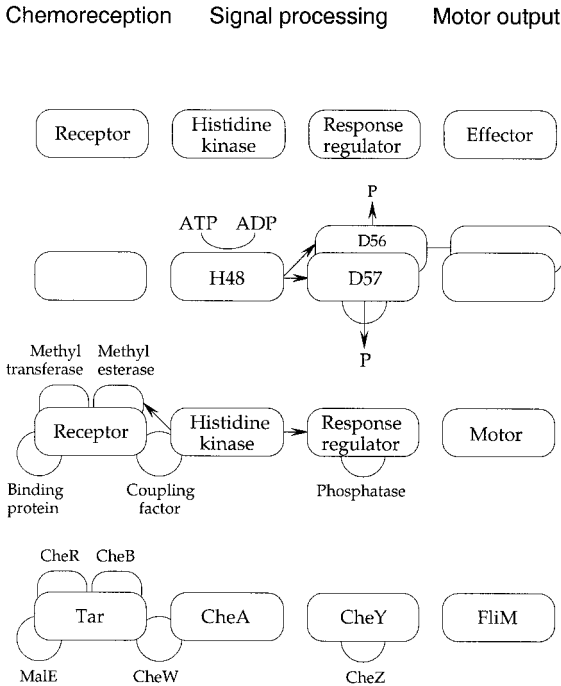 Chemoreception Signal processing Motor output
Receptor Histidine kinase Response regulator Effector
P
ATP ADP
D56
H48 D57
P
Methyl transferase Methyl esterase
Receptor Histidine kinase Response regulator Motor
Binding protein Coupling factor Phosphatase
CheR CheB
Tar CheA CheY FliM
MalE CheW CheZ